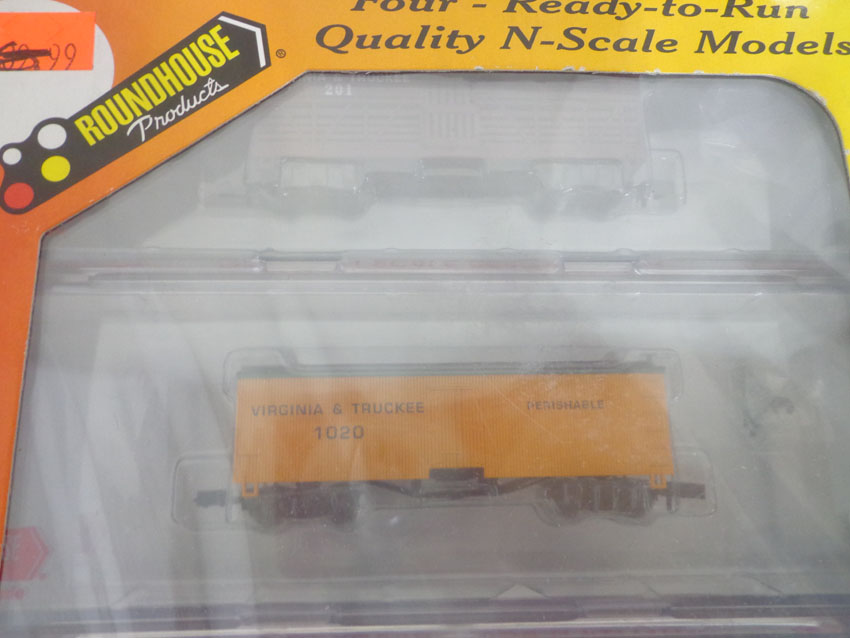 Four - Ready-to-Run
Quality N-Scale Models
.99
ROUNDHOUSE®
Products
201
VIRGINIA & TRUCKEE
1020
PERISHABLE